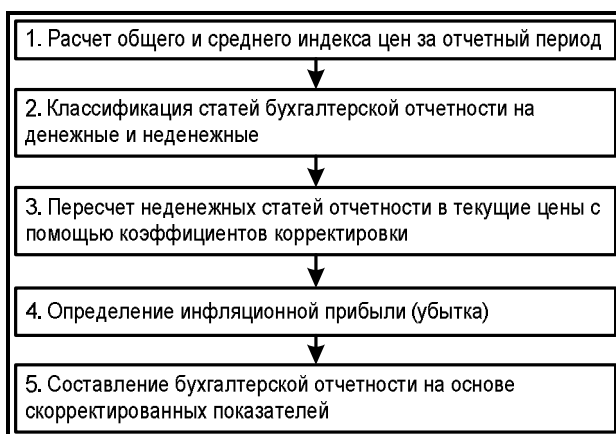 1. Расчет общего и среднего индекса цен за отчетный период
2. Классификация статей бухгалтерской отчетности на
денежные и неденежные
3. Пересчет неденежных статей отчетности в текущие цены с
помощью коэффициентов корректировки
4. Определение инфляционной прибыли (убытка)
5. Составление бухгалтерской отчетности на основе
скорректированных показателей